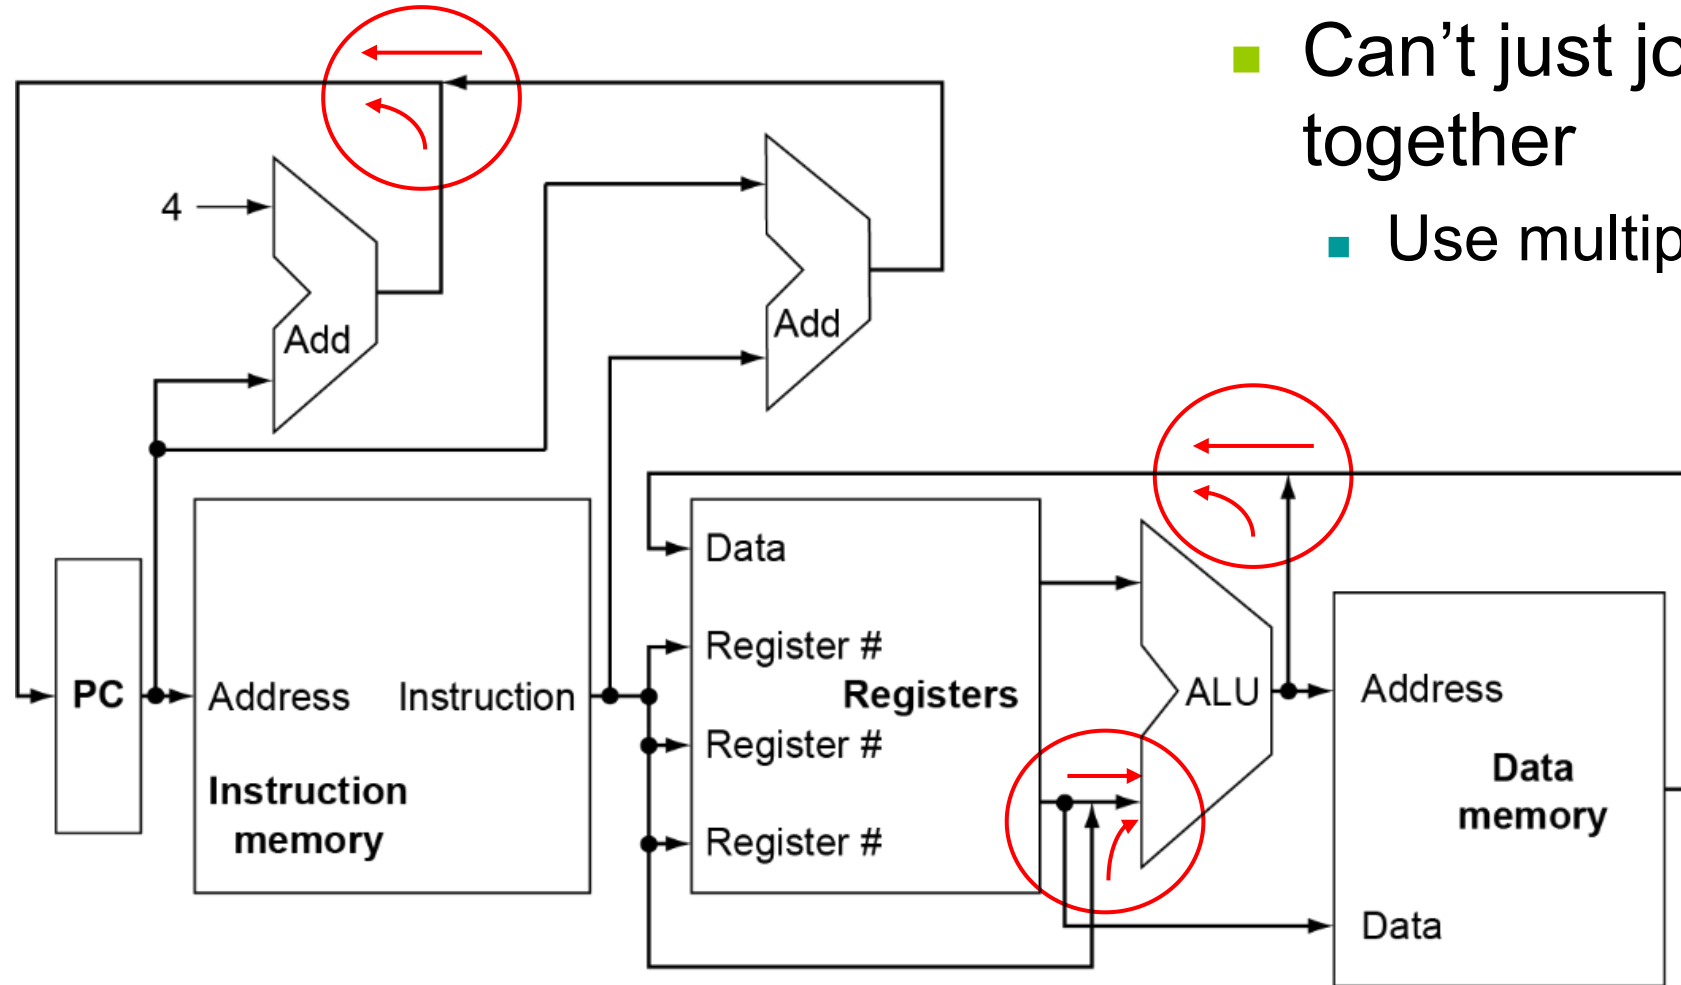 Can’t just jo
together
Use multip
4
Add
Add
Data
Register #
Registers
Register #
Register #
PC
Address
Instruction
Instruction
memory
ALU
Address
Data
memory
Data